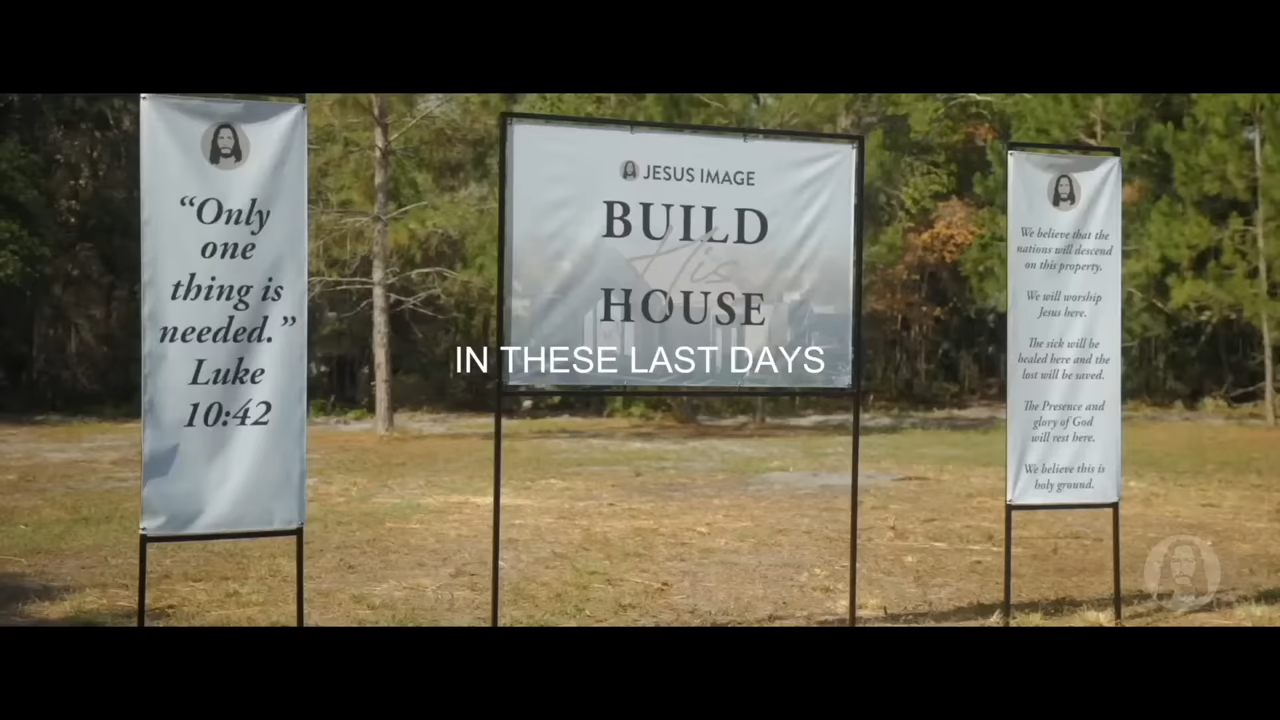 “Only
one
thing is
needed.”
Luke
10:42
JESUS IMAGE
BUILD
His
HOUSE
IN THESE LAST DAYS
We believe that the
nations will descend
on this property.
We will worship
Jesus here.
The sick will be
healed here and the
lost will be saved.
The Presence and
glory of God
will rest here.
We believe this is
holy ground.